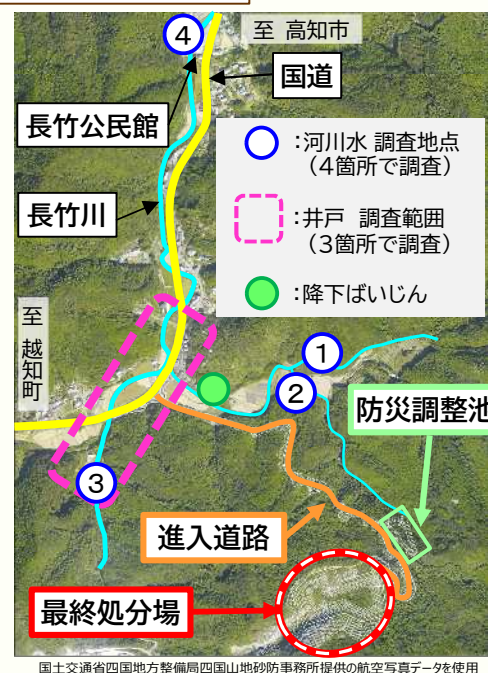 ④
至 高知市
国道
長竹公民館
○:河川水 調査地点
(4箇所で調査)
長竹川
:井戸 調査範囲
(3箇所で調査)
:降下ばいじん
至 越知町
①
②
防災調整池
③
進入道路
最終処分場
国土交通省四国地方整備局四国山地砂防事務所提供の航空写真データを使用